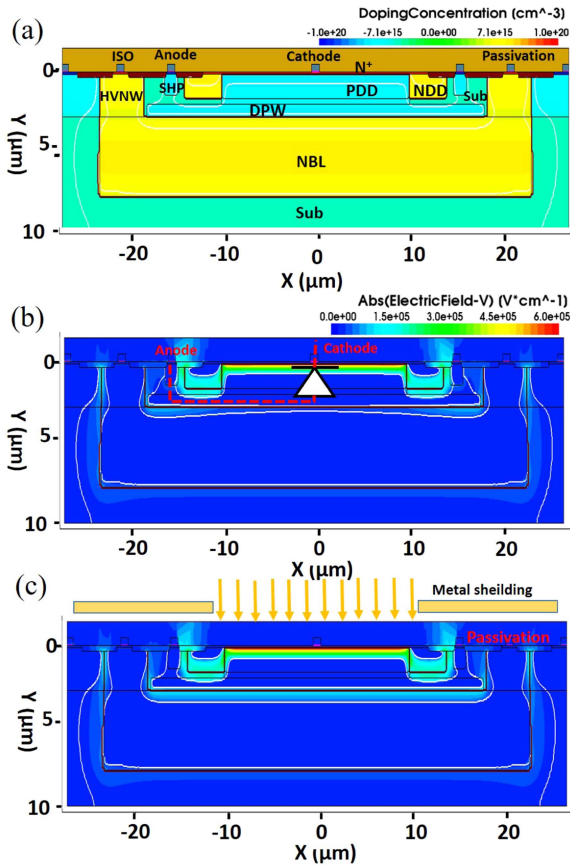 (a)
DopingConcentration [cm^-3]
-1.0e+20 -7.1e+15 0.00e+00 7.1e+15 1.0e+20
ISO Anode Cathode Passivation
N+
0
HVNW SHP PDD NDD Sub
DPW
Y (μm)
5
NBL
Sub
10
-20 -10 0 10 20
X (μm)
(b)
Abs(ElectricField-V) (V*cm^-1)
0.0e+00 1.5e+05 3.0e+05 4.5e+05 6.0e+05
Anode Cathode
0
Y (μm)
5
10
-20 -10 0 10 20
X (μm)
(c)
Metal sheilding
Passivation
0
Y (μm)
5
10
-20 -10 0 10 20
X (μm)